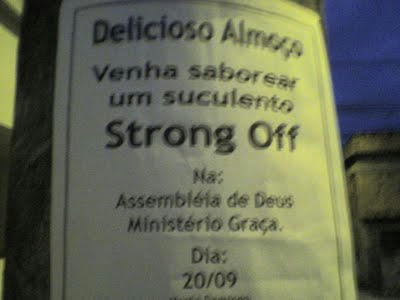 Delicioso Almoço
Venha saborear
um suculento
Strong Off
Na:
Assembléia de Deus
Ministério Graça.
Dia:
20/09